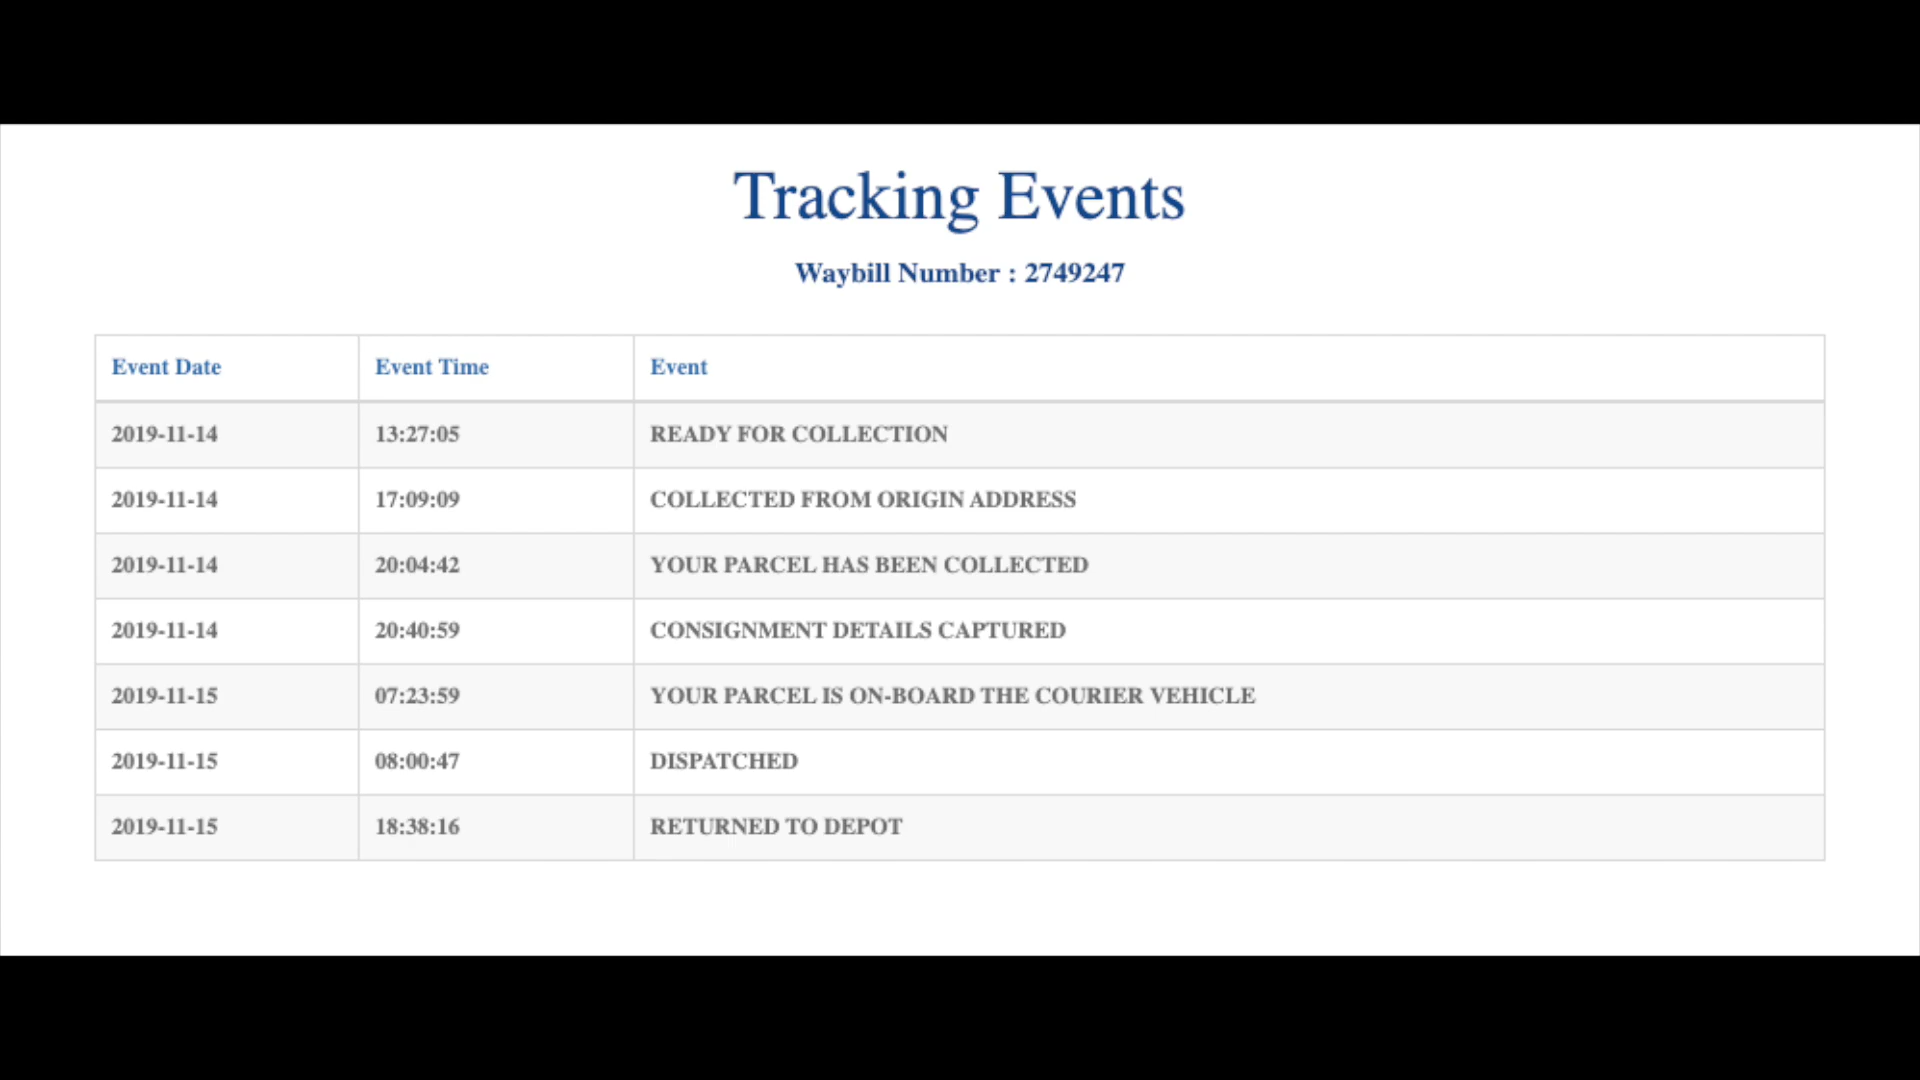 Tracking Events
Waybill Number : 2749247
Event Date Event Time Event
2019-11-14 13:27:05 READY FOR COLLECTION
2019-11-14 17:09:09 COLLECTED FROM ORIGIN ADDRESS
2019-11-14 20:04:42 YOUR PARCEL HAS BEEN COLLECTED
2019-11-14 20:40:59 CONSIGNMENT DETAILS CAPTURED
2019-11-15 07:23:59 YOUR PARCEL IS ON-BOARD THE COURIER VEHICLE
2019-11-15 08:00:47 DISPATCHED
2019-11-15 18:38:16 RETURNED TO DEPOT